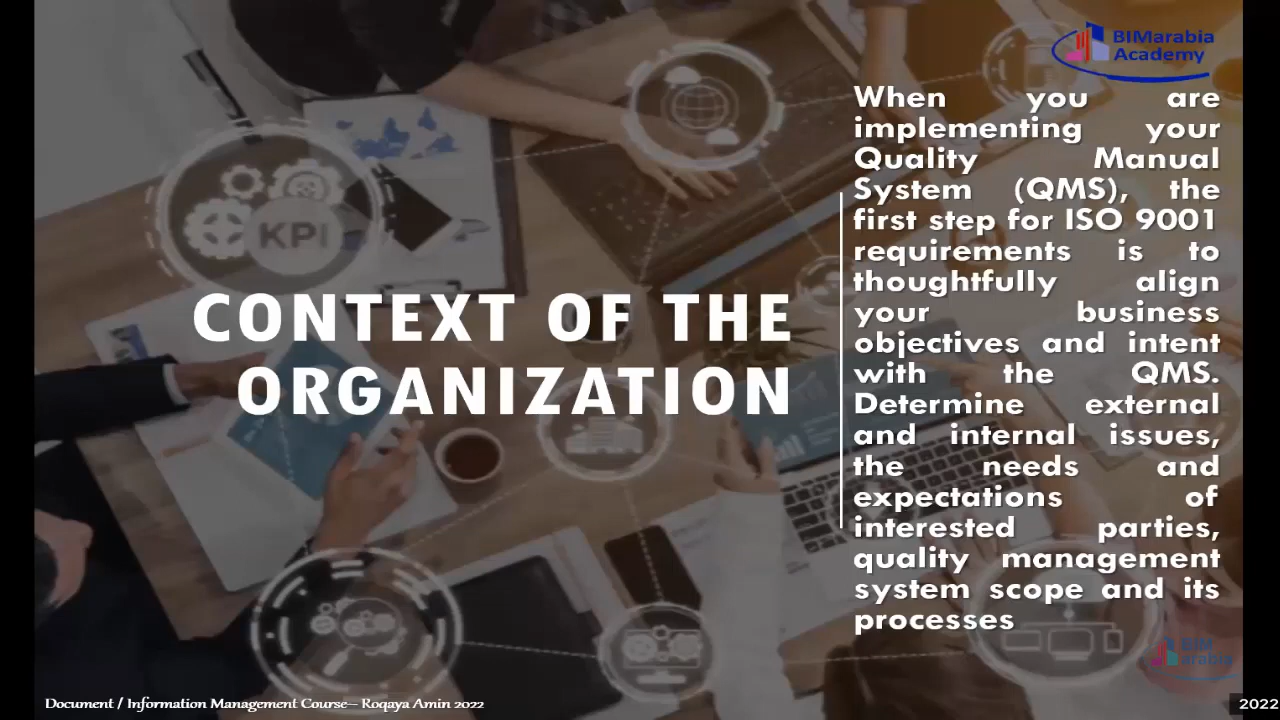 BIMarabia
Academy
KPI
CONTEXT OF THE
ORGANIZATION
When you are
implementing your
Quality Manual
System (QMS), the
first step for ISO 9001
requirements is to
thoughtfully align
your business
objectives and intent
with the QMS.
Determine external
and internal issues,
the needs and
expectations of
interested parties,
quality management
system scope and its
processes
BIM
arabia
Document / Information Management Course– Roqaya Amin 2022
2022